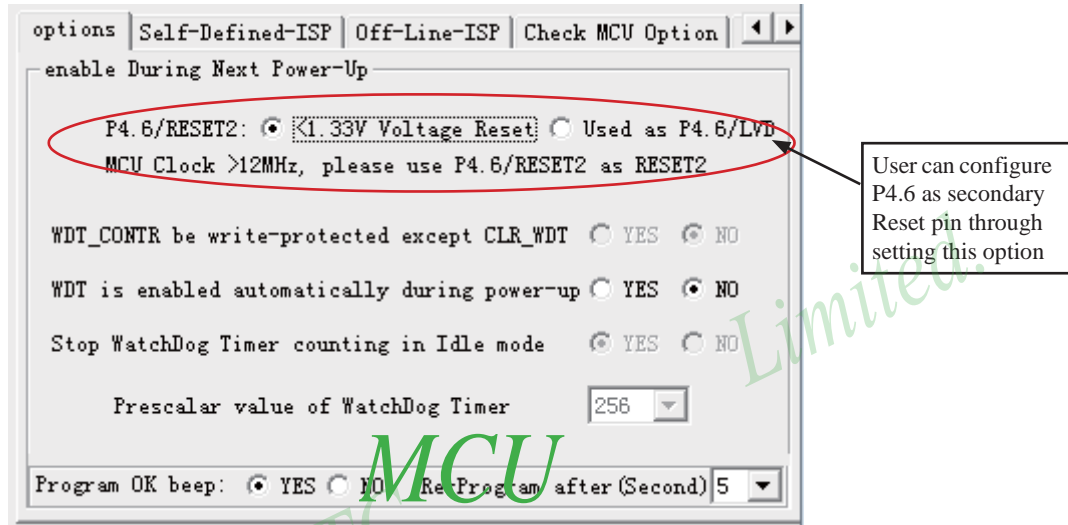 options Self-Defined-ISP Off-Line-ISP Check MCU Option
enable During Next Power-Up
P4.6/RESET2: <1.33V Voltage Reset Used as P4.6/LVD
MCU Clock >12MHz, please use P4.6/RESET2 as RESET2
User can configure
P4.6 as secondary
Reset pin through
setting this option
WDT_CONTR be write-protected except CLR_WDT YES NO
WDT is enabled automatically during power-up YES NO
Stop WatchDog Timer counting in Idle mode YES NO
Limited.
Prescalar value of WatchDog Timer 256
MCU
Program OK beep: YES NO Re-Program after(Second) 5